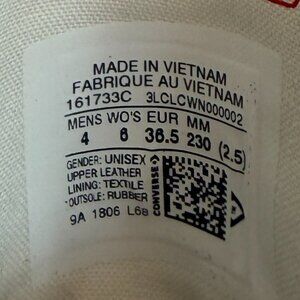 MADE IN VIETNAM
FABRIQUE AU VIETNAM
161733C 3LCLCWN000002
MENS WO'S EUR MM
4 6 36.5 230 (2.5)
GENDER: UNISEX
UPPER LEATHER
LINING: TEXTILE
OUTSOLE: RUBBER
9A 1806 L6B
CONVERSE